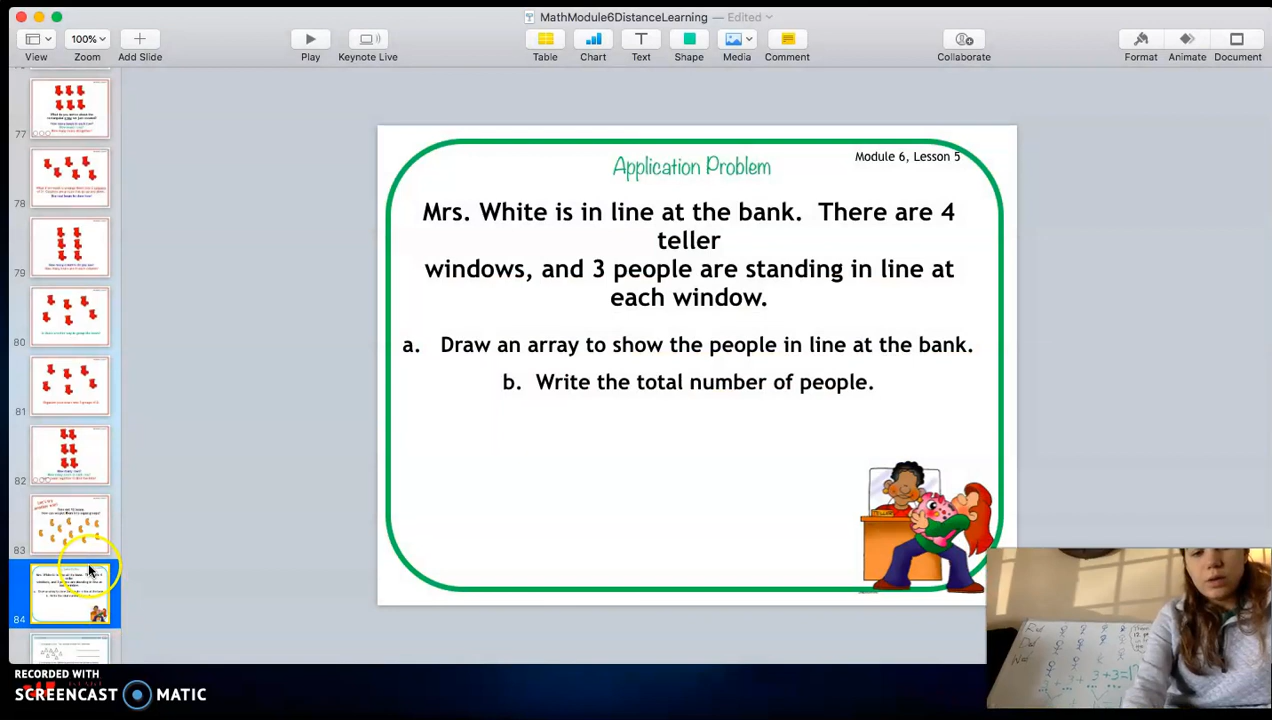 MathModule6DistanceLearning — Edited
100%
View
Zoom
Add Slide
Play
Keynote Live
Table
Chart
Text
Shape
Media
Comment
Collaborate
Format
Animate
Document
77
78
79
80
81
82
83
84
Module 6, Lesson 5
Application Problem
Mrs. White is in line at the bank. There are 4
teller
windows, and 3 people are standing in line at
each window.
a. Draw an array to show the people in line at the bank.
b. Write the total number of people.
TELLER
3+3=12
RECORDED WITH
SCREENCAST MATIC